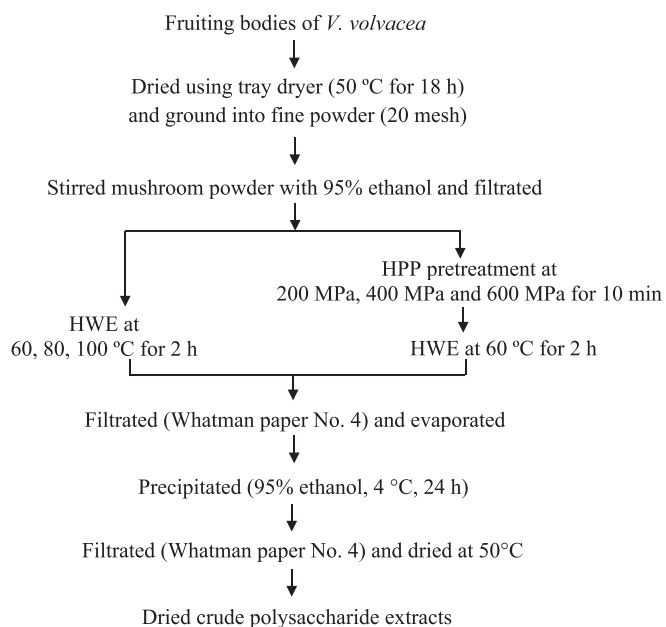 Fruiting bodies of V. volvacea
Dried using tray dryer (50 ºC for 18 h)
and ground into fine powder (20 mesh)
Stirred mushroom powder with 95% ethanol and filtrated
HPP pretreatment at
200 MPa, 400 MPa and 600 MPa for 10 min
HWE at
60, 80, 100 ºC for 2 h
HWE at 60 ºC for 2 h
Filtrated (Whatman paper No. 4) and evaporated
Precipitated (95% ethanol, 4 °C, 24 h)
Filtrated (Whatman paper No. 4) and dried at 50°C
Dried crude polysaccharide extracts